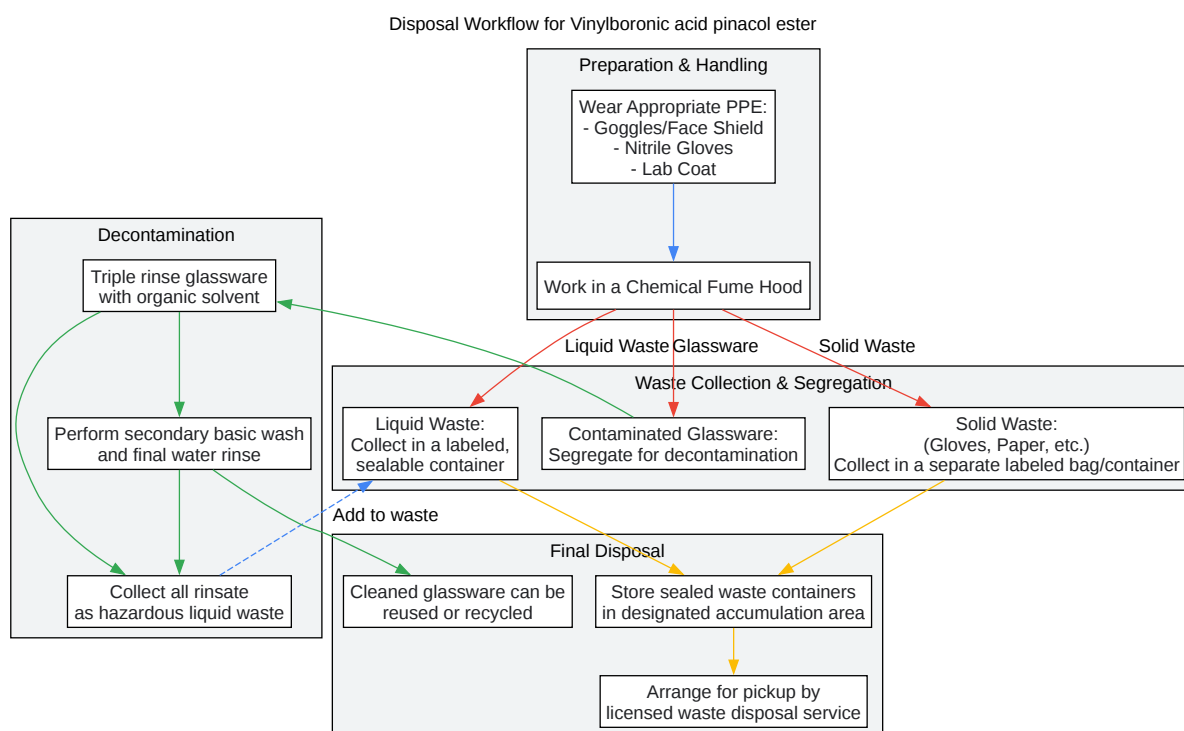 Disposal Workflow for Vinylboronic acid pinacol ester
Preparation & Handling
Wear Appropriate PPE:
- Goggles/Face Shield
- Nitrile Gloves
- Lab Coat
Work in a Chemical Fume Hood
Decontamination
Triple rinse glassware
with organic solvent
Perform secondary basic wash
and final water rinse
Collect all rinsate
as hazardous liquid waste
Liquid Waste
Glassware
Solid Waste
Waste Collection & Segregation
Liquid Waste:
Collect in a labeled,
sealable container
Contaminated Glassware:
Segregate for decontamination
Solid Waste:
(Gloves, Paper, etc.)
Collect in a separate labeled bag/container
Add to waste
Final Disposal
Cleaned glassware can be
reused or recycled
Store sealed waste containers
in designated accumulation area
Arrange for pickup by
licensed waste disposal service